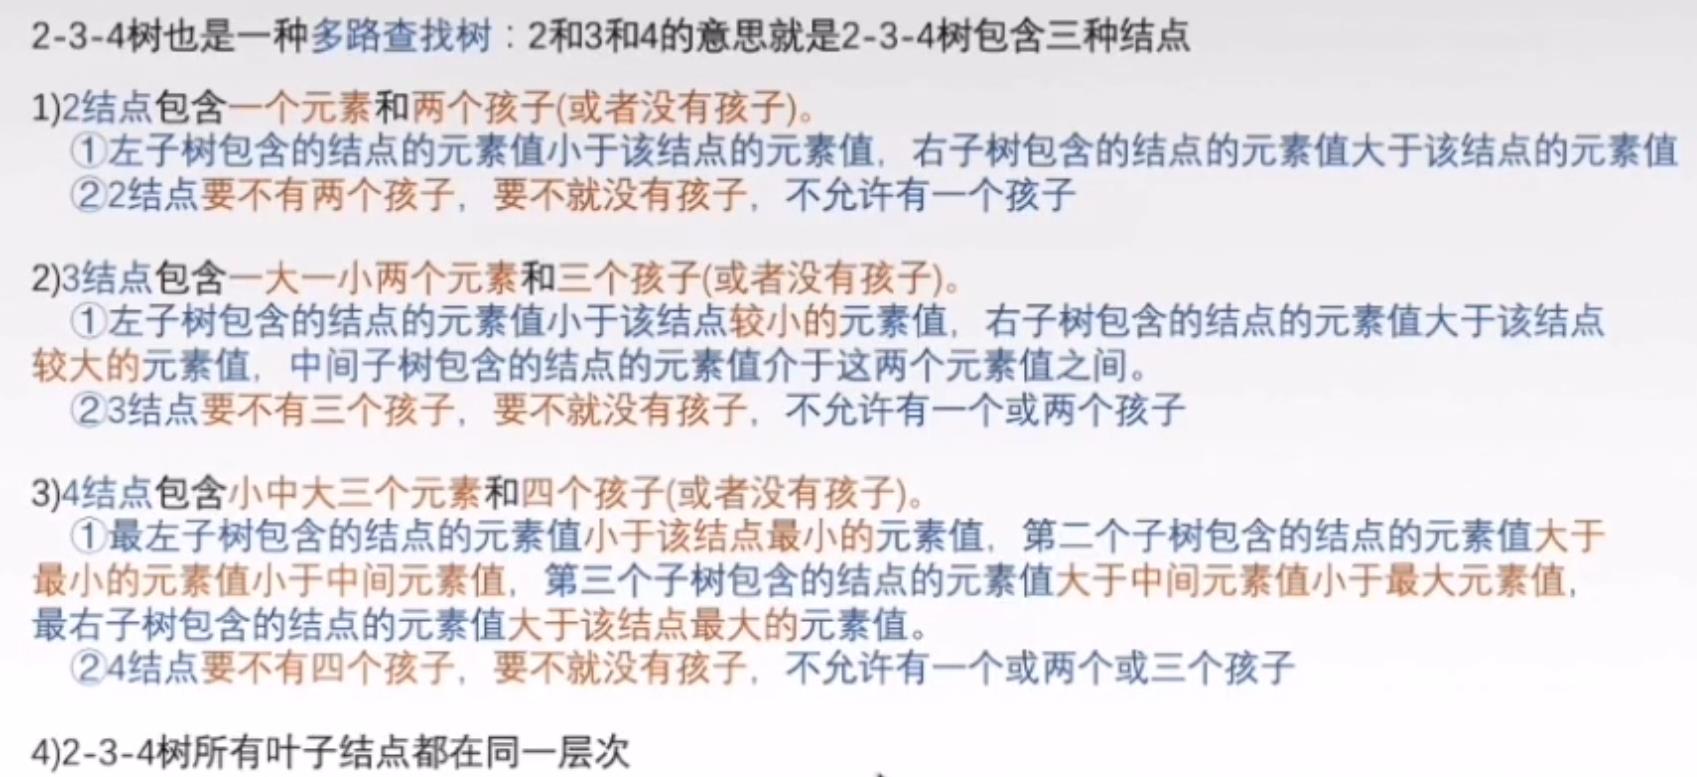 2-3-4树也是一种多路查找树：2和3和4的意思就是2-3-4树包含三种结点
1)2结点包含一个元素和两个孩子(或者没有孩子)。
①左子树包含的结点的元素值小于该结点的元素值，右子树包含的结点的元素值大于该结点的元素值
②2结点要不有两个孩子，要不就没有孩子，不允许有一个孩子
2)3结点包含一大一小两个元素和三个孩子(或者没有孩子)。
①左子树包含的结点的元素值小于该结点较小的元素值，右子树包含的结点的元素值大于该结点
较大的元素值，中间子树包含的结点的元素值介于这两个元素值之间。
②3结点要不有三个孩子，要不就没有孩子，不允许有一个或两个孩子
3)4结点包含小中大三个元素和四个孩子(或者没有孩子)。
①最左子树包含的结点的元素值小于该结点最小的元素值，第二个子树包含的结点的元素值大于
最小的元素值小于中间元素值，第三个子树包含的结点的元素值大于中间元素值小于最大元素值，
最右子树包含的结点的元素值大于该结点最大的元素值。
②4结点要不有四个孩子，要不就没有孩子，不允许有一个或两个或三个孩子
4)2-3-4树所有叶子结点都在同一层次